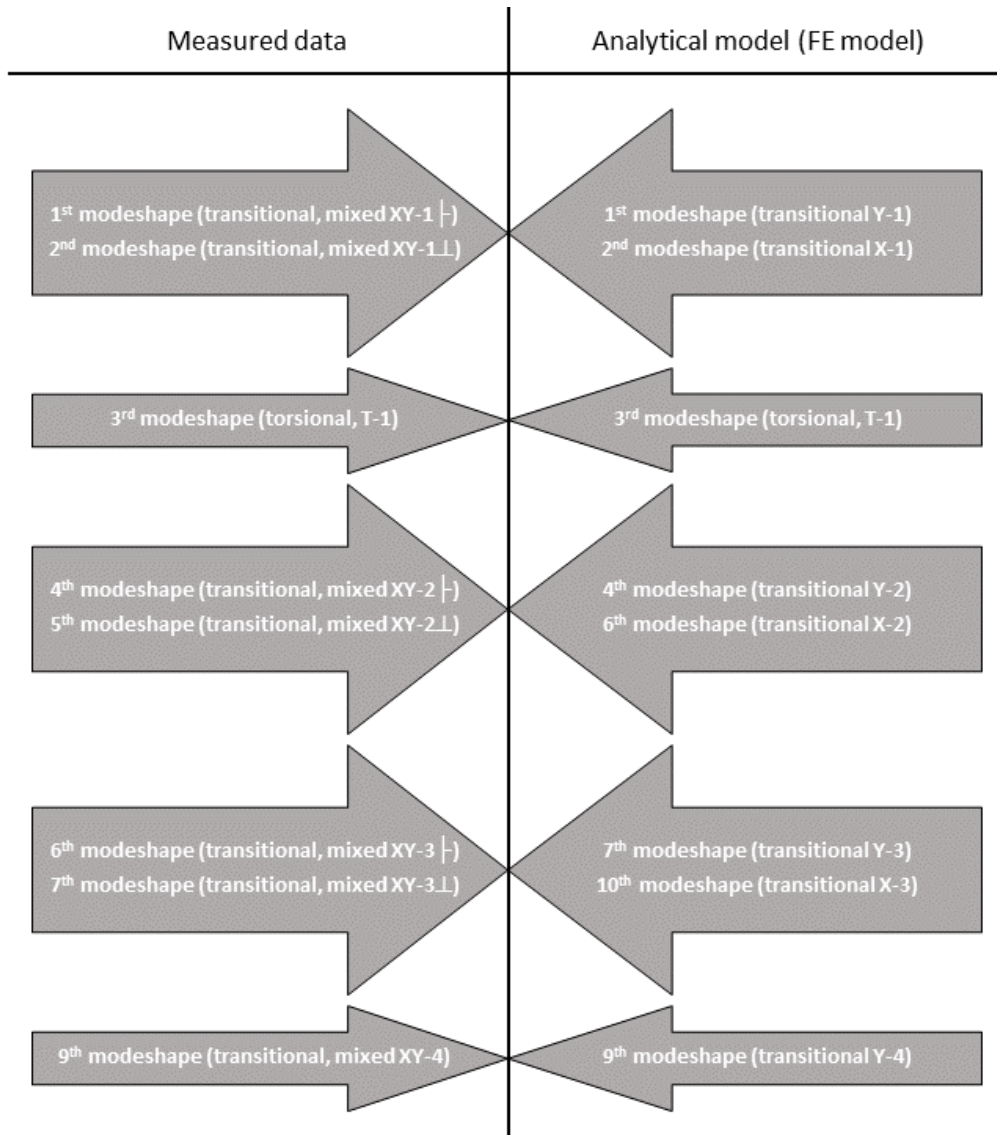 Measured data
Analytical model (FE model)
1st modeshape (transitional, mixed XY-1├)
2nd modeshape (transitional, mixed XY-1⊥)
1st modeshape (transitional Y-1)
2nd modeshape (transitional X-1)
3rd modeshape (torsional, T-1)
3rd modeshape (torsional, T-1)
4th modeshape (transitional, mixed XY-2├)
5th modeshape (transitional, mixed XY-2⊥)
4th modeshape (transitional Y-2)
6th modeshape (transitional X-2)
6th modeshape (transitional, mixed XY-3├)
7th modeshape (transitional, mixed XY-3⊥)
7th modeshape (transitional Y-3)
10th modeshape (transitional X-3)
9th modeshape (transitional, mixed XY-4)
9th modeshape (transitional Y-4)